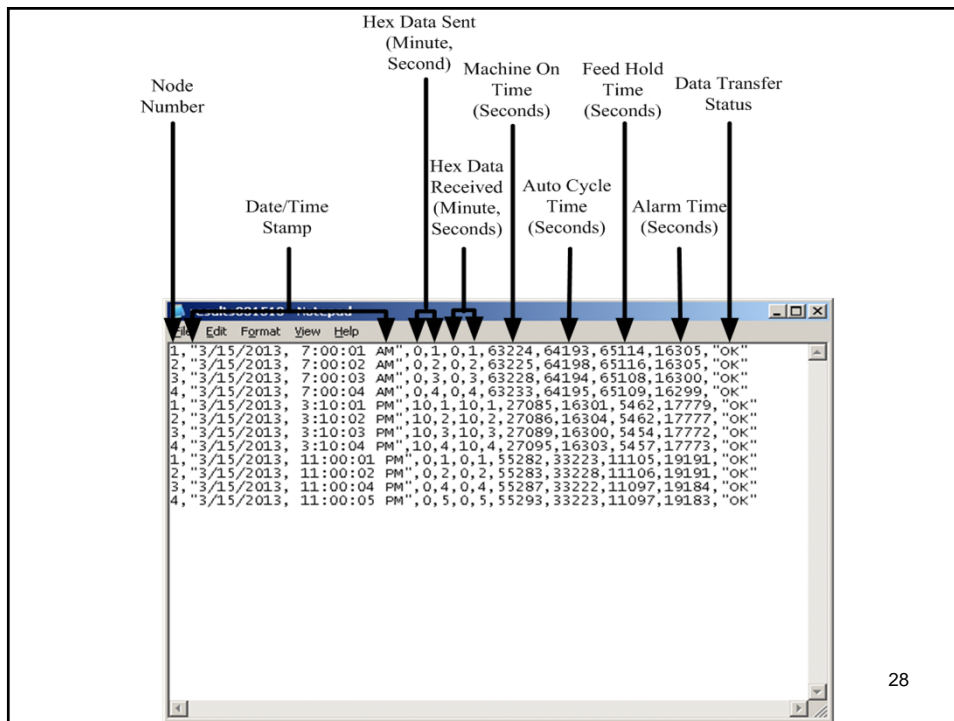 Hex Data Sent
(Minute,
Second)
Machine On
Time
(Seconds)
Feed Hold
Time
(Seconds)
Data Transfer
Status
Node
Number
Hex Data
Received
(Minute,
Seconds)
Auto Cycle
Time
(Seconds)
Alarm Time
(Seconds)
Date/Time
Stamp
Notepad
File Edit Format View Help
1,"3/15/2013, 7:00:01 AM",0,1,0,1,63224,64193,65114,16305,"OK"
2,"3/15/2013, 7:00:02 AM",0,2,0,2,63225,64198,65116,16305,"OK"
3,"3/15/2013, 7:00:03 AM",0,3,0,3,63228,64194,65108,16300,"OK"
4,"3/15/2013, 7:00:04 AM",0,4,0,4,63233,64195,65109,16299,"OK"
1,"3/15/2013, 3:10:01 PM",10,1,10,1,27085,16301,5462,17779,"OK"
2,"3/15/2013, 3:10:02 PM",10,2,10,2,27086,16304,5462,17777,"OK"
3,"3/15/2013, 3:10:03 PM",10,3,10,3,27089,16300,5454,17772,"OK"
4,"3/15/2013, 3:10:04 PM",10,4,10,4,27095,16303,5457,17773,"OK"
1,"3/15/2013, 11:00:01 PM",0,1,0,1,55282,33223,11105,19191,"OK"
2,"3/15/2013, 11:00:02 PM",0,2,0,2,55283,33228,11106,19191,"OK"
3,"3/15/2013, 11:00:04 PM",0,4,0,4,55287,33222,11097,19184,"OK"
4,"3/15/2013, 11:00:05 PM",0,5,0,5,55293,33223,11097,19183,"OK"
28